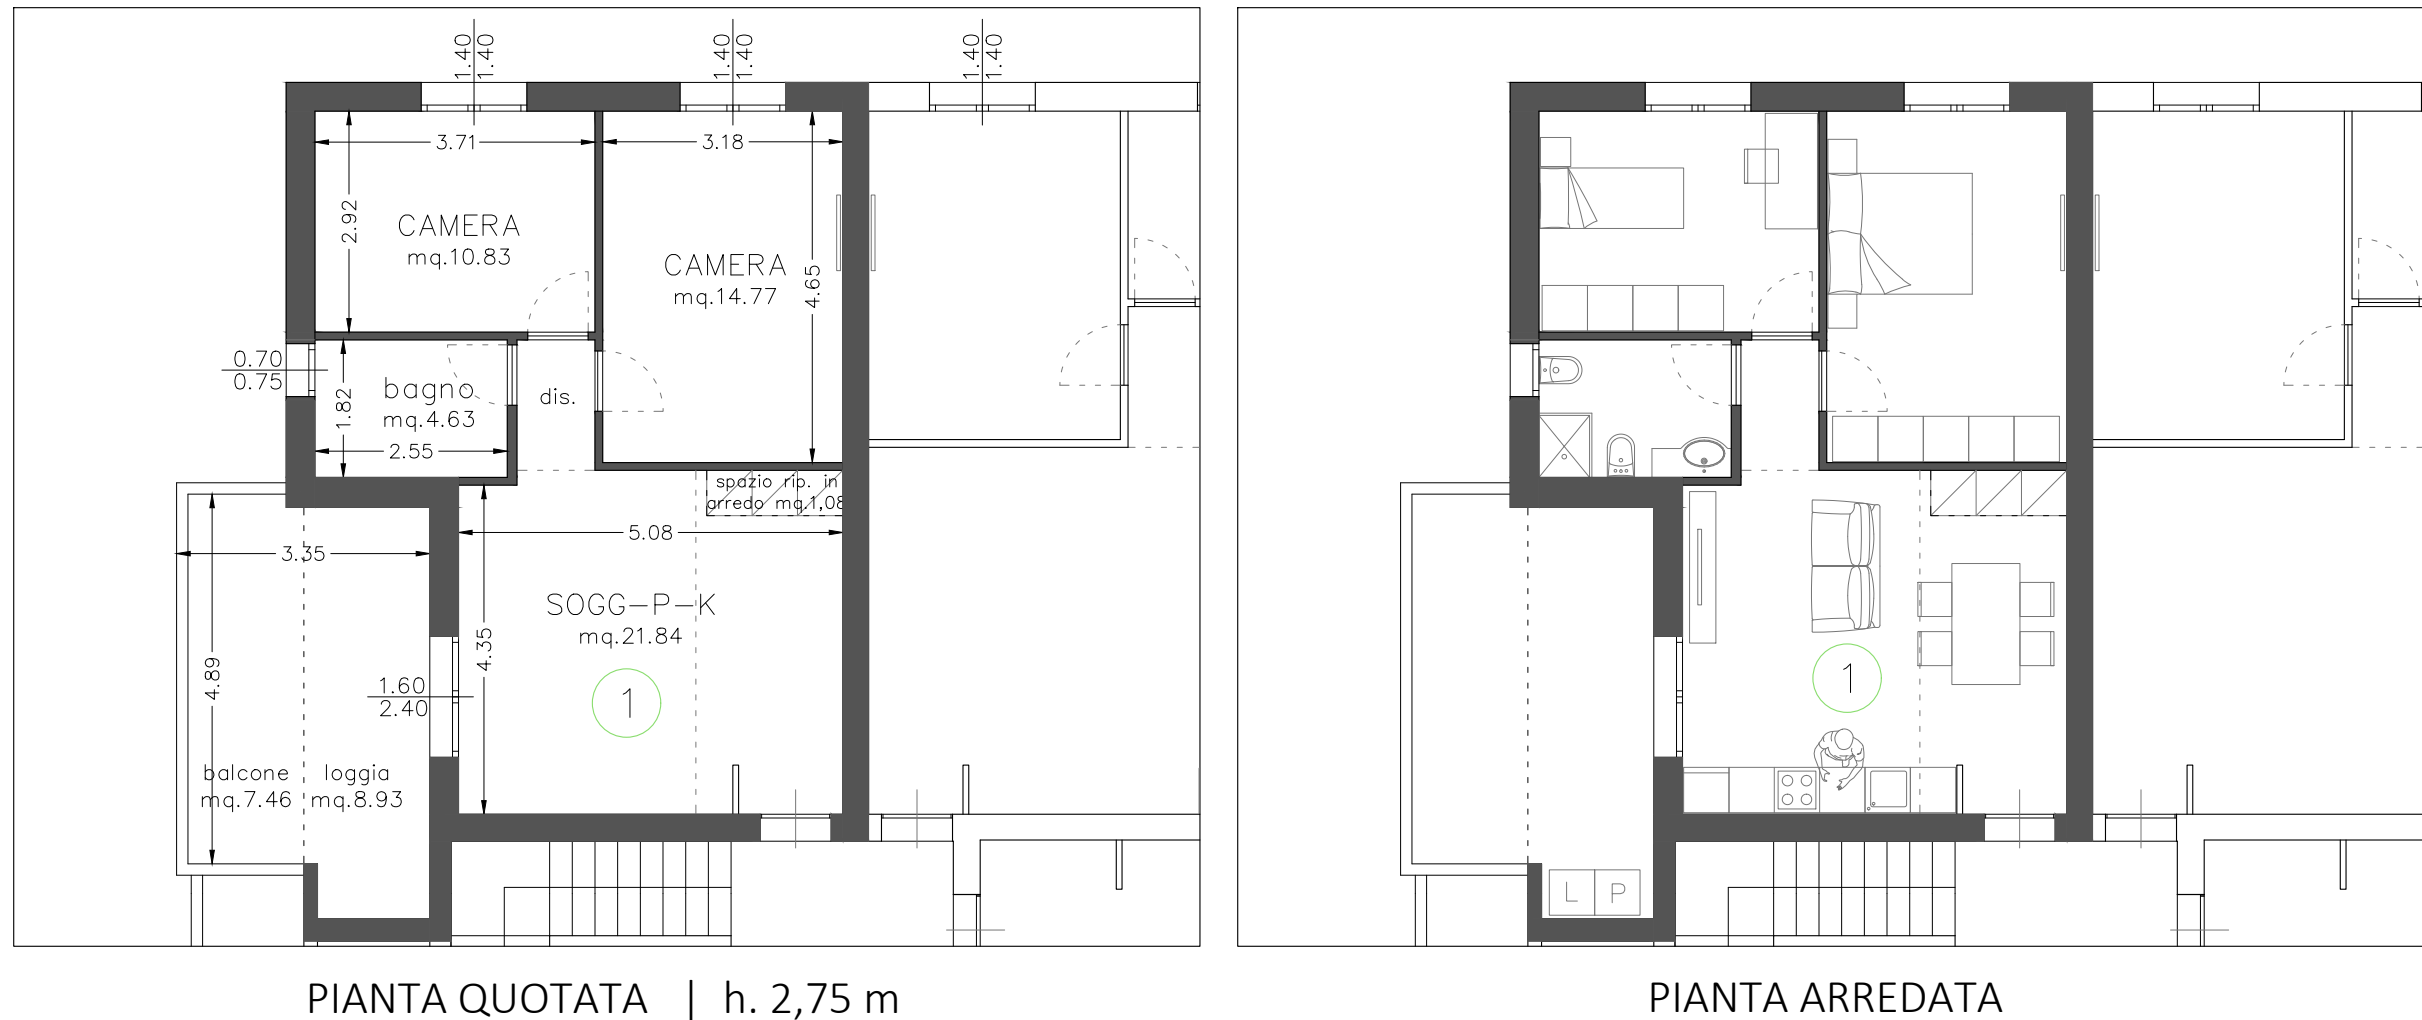 1.40
1.40
1.40
1.40
1.40
1.40
3.71
3.18
2.92
CAMERA
mq.10.83
CAMERA
mq.14.77
4.65
0.70
0.75
1.82
bagno
mq.4.63
2.55
dis.
spazio rip. in
arredo mq.1,08
3.35
5.08
SOGG-P-K
mq.21.84
4.35
4.89
1.60
2.40
1
balcone
mq.7.46
loggia
mq.8.93
PIANTA QUOTATA | h. 2,75 m
1
L P
PIANTA ARREDATA